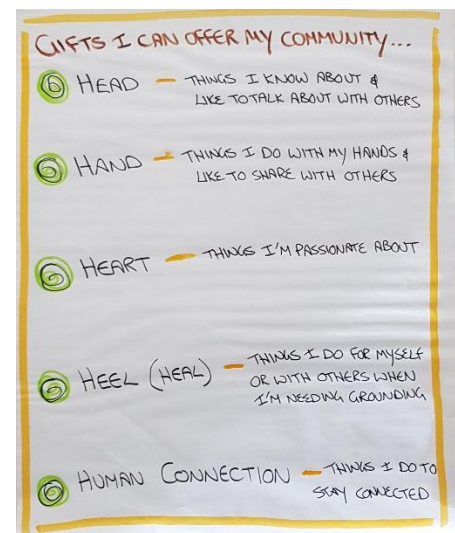 GIFTS I CAN OFFER MY COMMUNITY...
HEAD — THINGS I KNOW ABOUT &
LIKE TO TALK ABOUT WITH OTHERS
HAND — THINGS I DO WITH MY HANDS &
LIKE TO SHARE WITH OTHERS
HEART — THINGS I'M PASSIONATE ABOUT
HEEL (HEAL) — THINGS I DO FOR MYSELF
OR WITH OTHERS WHEN
I'M NEEDING GROUNDING
HUMAN CONNECTION — THINGS I DO TO
STAY CONNECTED